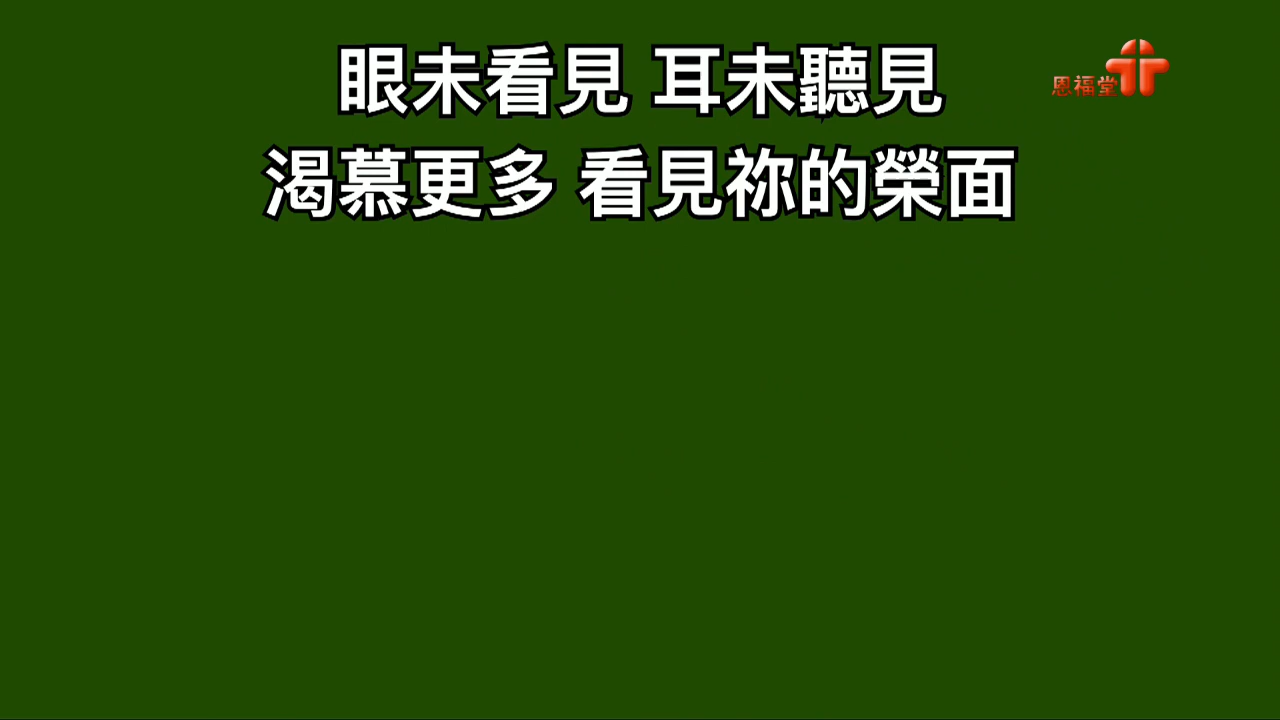 眼未看見 耳未聽見
恩福堂
渴慕更多 看見祢的榮面